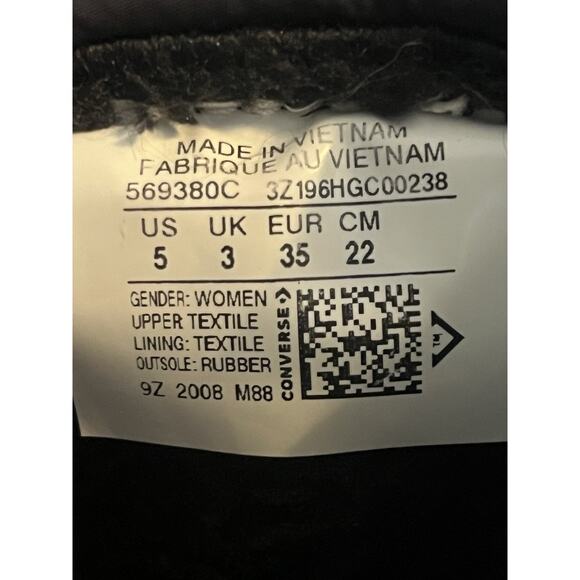 MADE IN VIETNAM
FABRIQUE AU VIETNAM
569380C 3Z196HGC00238
US UK EUR CM
5 3 35 22
GENDER: WOMEN
UPPER TEXTILE
LINING: TEXTILE
OUTSOLE: RUBBER
9Z 2008 M88
CONVERSE
TM